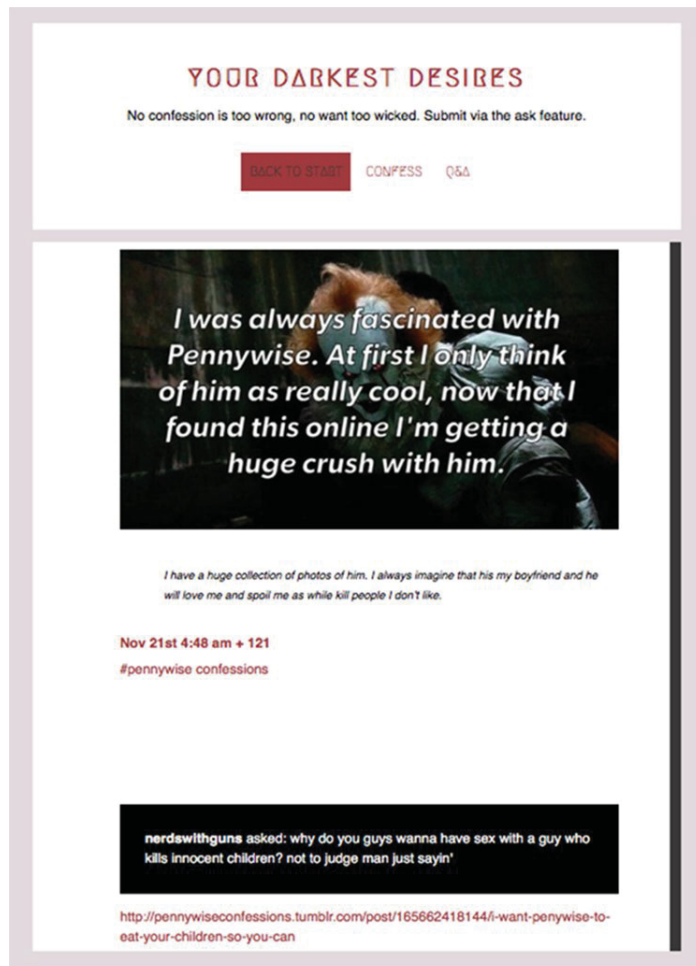 YOUR DARKEST DESIRES
No confession is too wrong, no want too wicked. Submit via the ask feature.
BACK TO START CONFESS Q&A
I was always fascinated with
Pennywise. At first I only think
of him as really cool, now that I
found this online I'm getting a
huge crush with him.
I have a huge collection of photos of him. I always imagine that his my boyfriend and he
will love me and spoil me as while kill people I don't like.
Nov 21st 4:48 am + 121
#pennywise confessions
nerdswithguns asked: why do you guys wanna have sex with a guy who
kills innocent children? not to judge man just sayin'
http://pennywiseconfessions.tumblr.com/post/165662418144/i-want-penywise-to-
eat-your-children-so-you-can